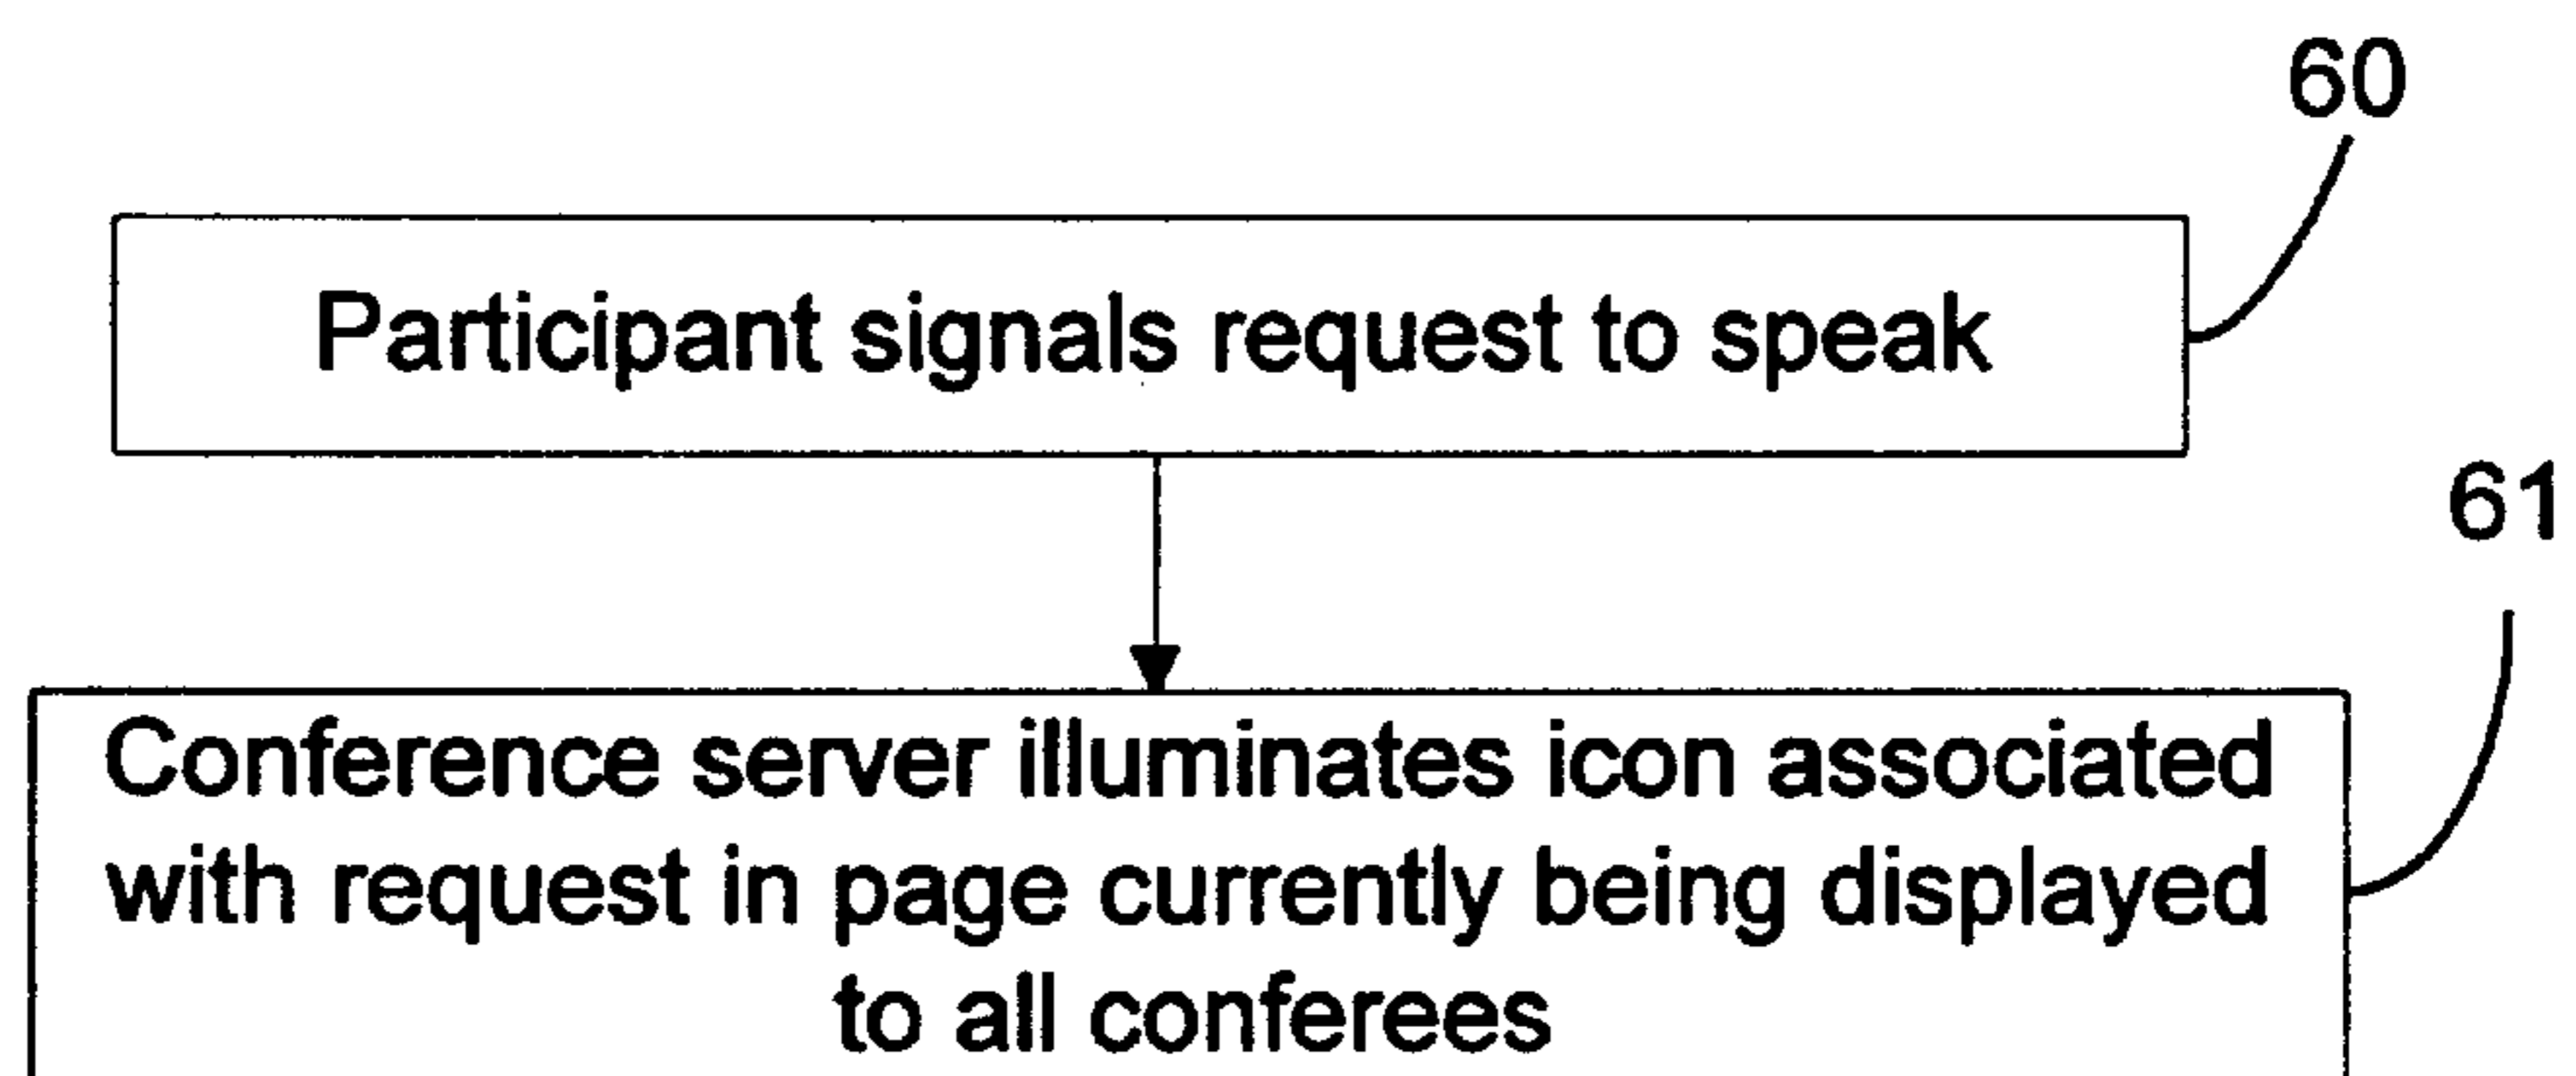 60
Participant signals request to speak
61
Conference server illuminates icon associated
with request in page currently being displayed
to all conferees